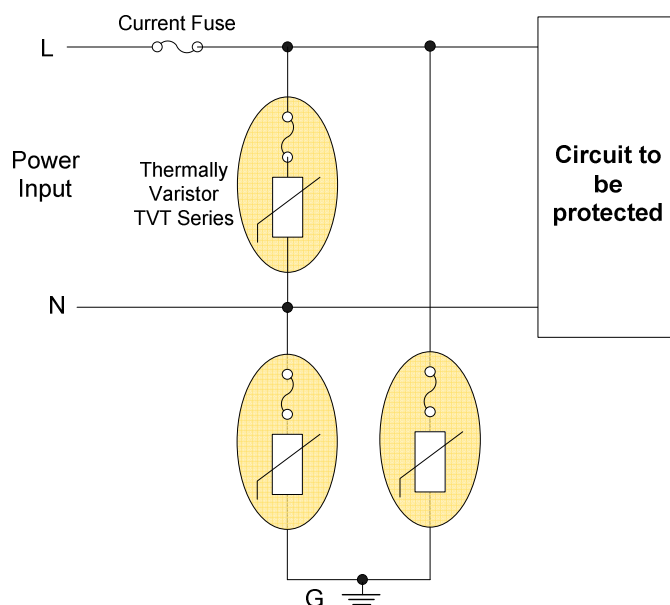 Current Fuse
L
Power
Input
Thermally
Varistor
TVT Series
Circuit to
be
protected
N
G